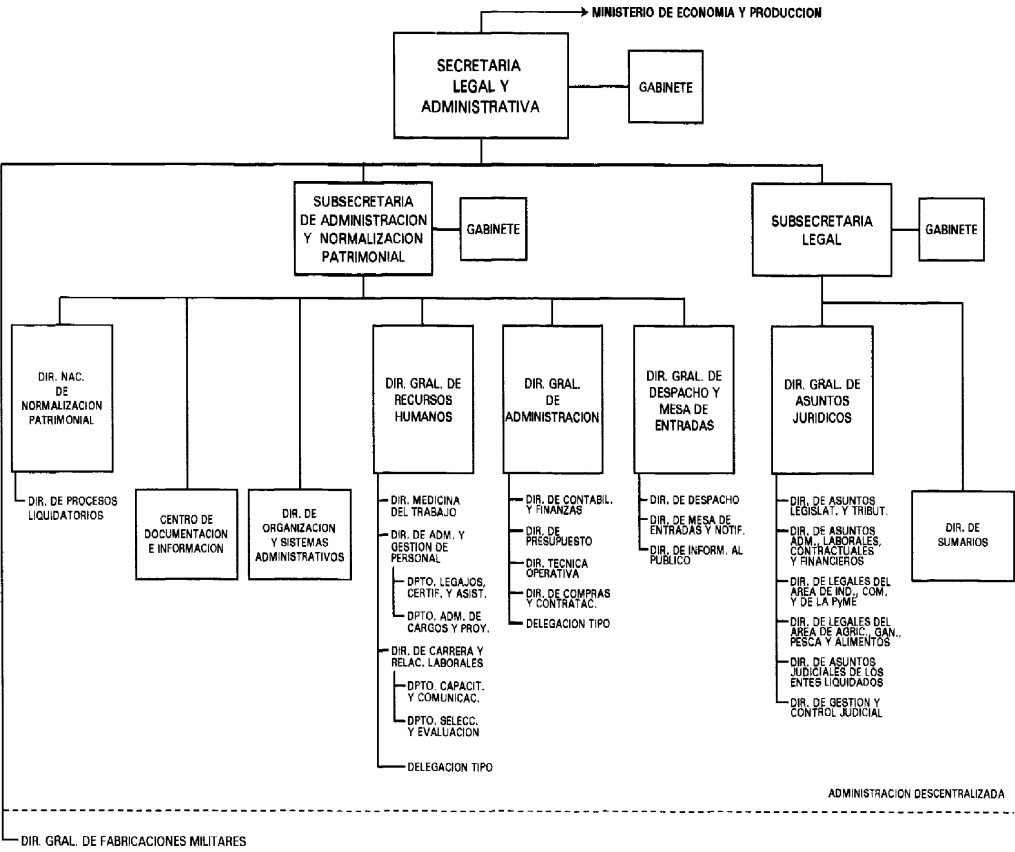 MINISTERIO DE ECONOMIA Y PRODUCCION
SECRETARIA
LEGAL Y
ADMINISTRATIVA
GABINETE
SUBSECRETARIA
DE ADMINISTRACION
Y NORMALIZACION
PATRIMONIAL
GABINETE
SUBSECRETARIA
LEGAL
GABINETE
DIR. NAC.
DE
NORMALIZACION
PATRIMONIAL
DIR. DE PROCESOS
LIQUIDATORIOS
CENTRO DE
DOCUMENTACION
E INFORMACION
DIR. DE
ORGANIZACION
Y SISTEMAS
ADMINISTRATIVOS
DIR. GRAL. DE
RECURSOS
HUMANOS
DIR. MEDICINA
DEL TRABAJO
DIR. DE ADM. Y
GESTION DE
PERSONAL
DPTO. LEGAJOS,
CERTIF. Y ASIST.
DPTO. ADM. DE
CARGOS Y PROY.
DIR. DE CARRERA Y
RELAC. LABORALES
DPTO. CAPACIT.
Y COMUNICAC.
DPTO. SELECC.
Y EVALUACION
DELEGACION TIPO
DIR. GRAL.
DE
ADMINISTRACION
DIR. DE CONTABIL.
Y FINANZAS
DIR. DE
PRESUPUESTO
DIR. TECNICA
OPERATIVA
DIR. DE COMPRAS
Y CONTRATAC.
DELEGACION TIPO
DIR. GRAL. DE
DESPACHO Y
MESA DE
ENTRADAS
DIR. DE DESPACHO
DIR. DE MESA DE
ENTRADAS Y NOTIF.
DIR. DE INFORM. AL
PUBLICO
DIR. GRAL. DE
ASUNTOS
JURIDICOS
DIR. DE ASUNTOS
LEGISLAT. Y TRIBUT.
DIR. DE ASUNTOS
ADM., LABORALES,
CONTRACTUALES
Y FINANCIEROS
DIR. DE LEGALES DEL
AREA DE IND., COM.
Y DE LA PyME
DIR. DE LEGALES DEL
AREA DE AGRIC., GAN.,
PESCA Y ALIMENTOS
DIR. DE ASUNTOS
JUDICIALES DE LOS
ENTES LIQUIDADOS
DIR. DE GESTION Y
CONTROL JUDICIAL
DIR. DE
SUMARIOS
ADMINISTRACION DESCENTRALIZADA
DIR. GRAL. DE FABRICACIONES MILITARES